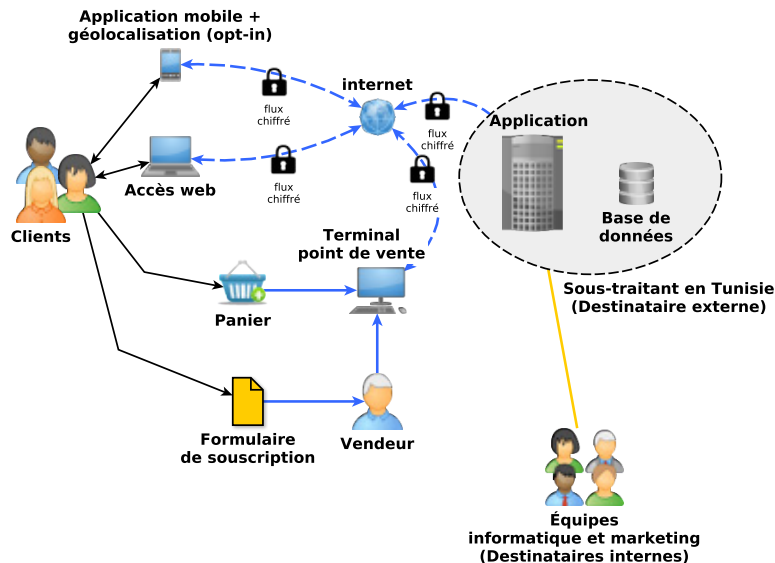 Application mobile +
géolocalisation (opt-in)
internet
flux
chiffré
flux
chiffré
Application
flux
chiffré
Accès web
flux
chiffré
Base de
données
Clients
Terminal
point de vente
Sous-traitant en Tunisie
(Destinataire externe)
Panier
Formulaire
de souscription
Vendeur
Équipes
informatique et marketing
(Destinataires internes)